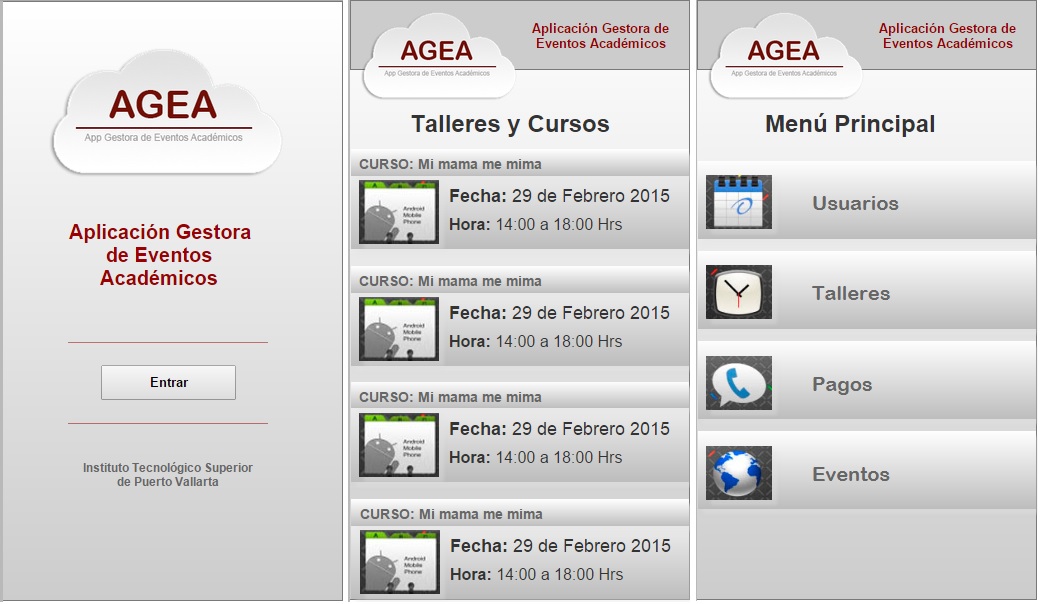 AGEA
App Gestora de Eventos Académicos
Aplicación Gestora
de Eventos
Académicos
Entrar
Instituto Tecnológico Superior
de Puerto Vallarta
AGEA
App Gestora de Eventos Académicos
Aplicación Gestora de
Eventos Académicos
Talleres y Cursos
CURSO: Mi mama me mima
Android
Mobile
Phone
Fecha: 29 de Febrero 2015
Hora: 14:00 a 18:00 Hrs
CURSO: Mi mama me mima
Android
Mobile
Phone
Fecha: 29 de Febrero 2015
Hora: 14:00 a 18:00 Hrs
CURSO: Mi mama me mima
Android
Mobile
Phone
Fecha: 29 de Febrero 2015
Hora: 14:00 a 18:00 Hrs
CURSO: Mi mama me mima
Android
Mobile
Phone
Fecha: 29 de Febrero 2015
Hora: 14:00 a 18:00 Hrs
AGEA
App Gestora de Eventos Académicos
Aplicación Gestora de
Eventos Académicos
Menú Principal
Usuarios
Talleres
Pagos
Eventos